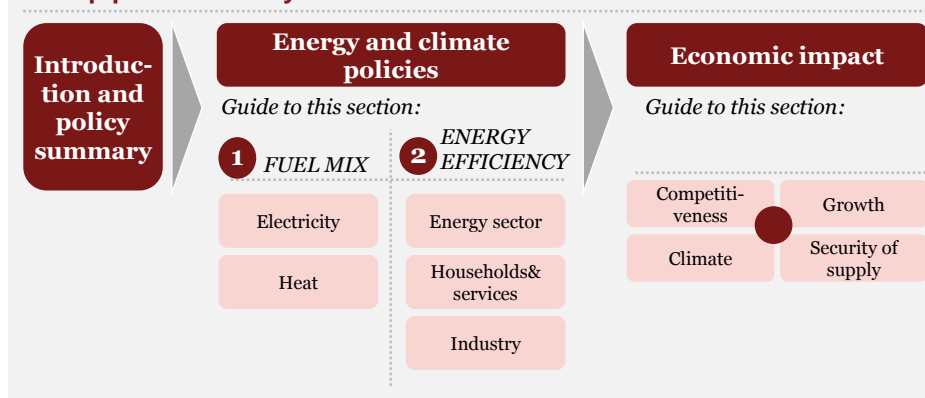 Introduc-
tion and
policy
summary
Energy and climate
policies
Guide to this section:
1 FUEL MIX
Electricity
Heat
2 ENERGY
EFFICIENCY
Energy sector
Households&
services
Industry
Economic impact
Guide to this section:
Competiti-
veness
Growth
Climate
Security of
supply